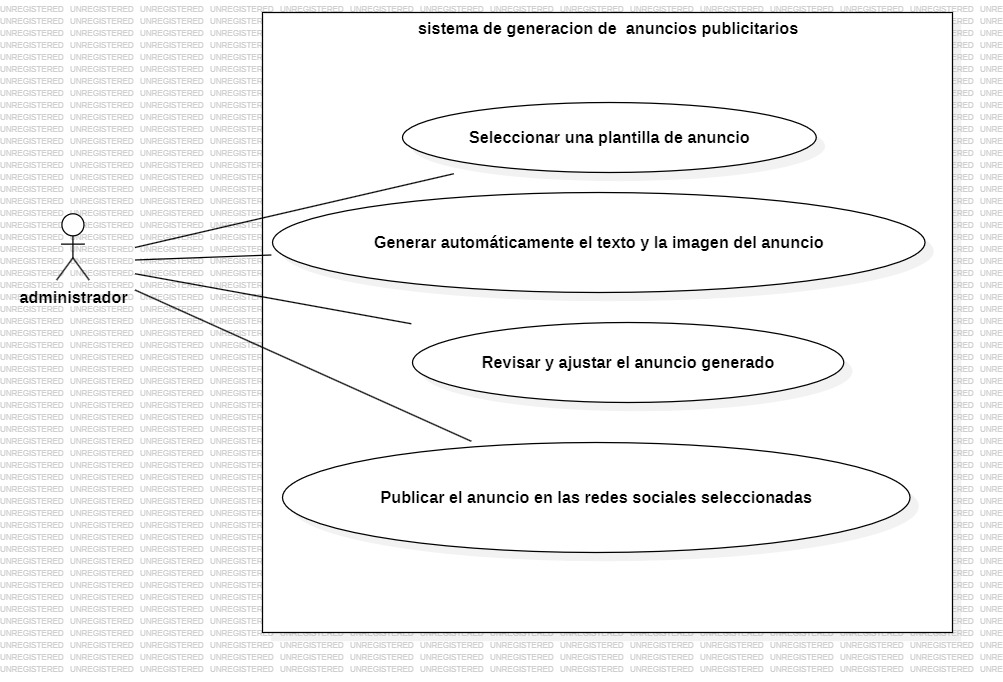 sistema de generacion de  anuncios publicitarios
Seleccionar una plantilla de anuncio
Generar automáticamente el texto y la imagen del anuncio
administrador
Revisar y ajustar el anuncio generado
Publicar el anuncio en las redes sociales seleccionadas
UNREGISTERED